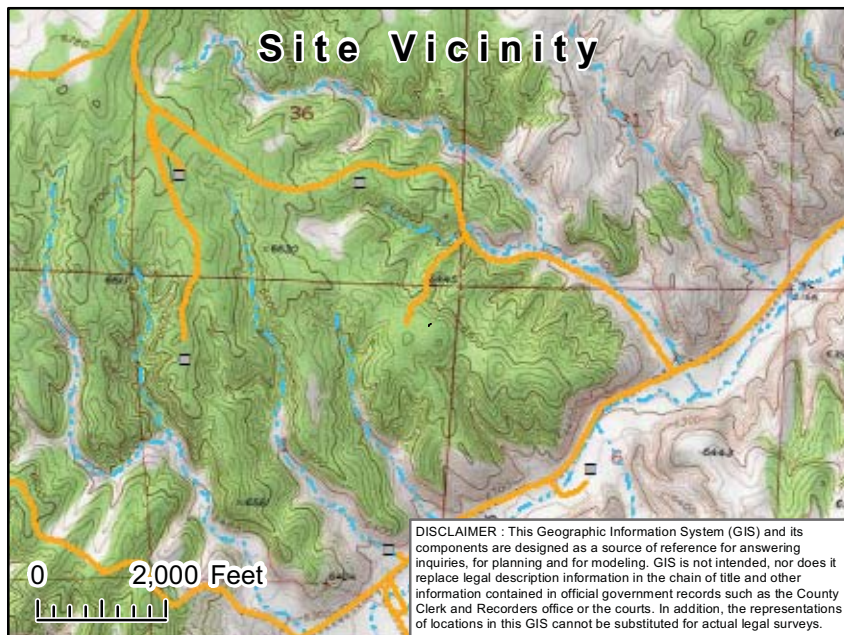 Site Vicinity
36
6630
6443
0 2,000 Feet
DISCLAIMER : This Geographic Information System (GIS) and its
components are designed as a source of reference for answering
inquiries, for planning and for modeling. GIS is not intended, nor does it
replace legal description information in the chain of title and other
information contained in official government records such as the County
Clerk and Recorders office or the courts. In addition, the representations
of locations in this GIS cannot be substituted for actual legal surveys.